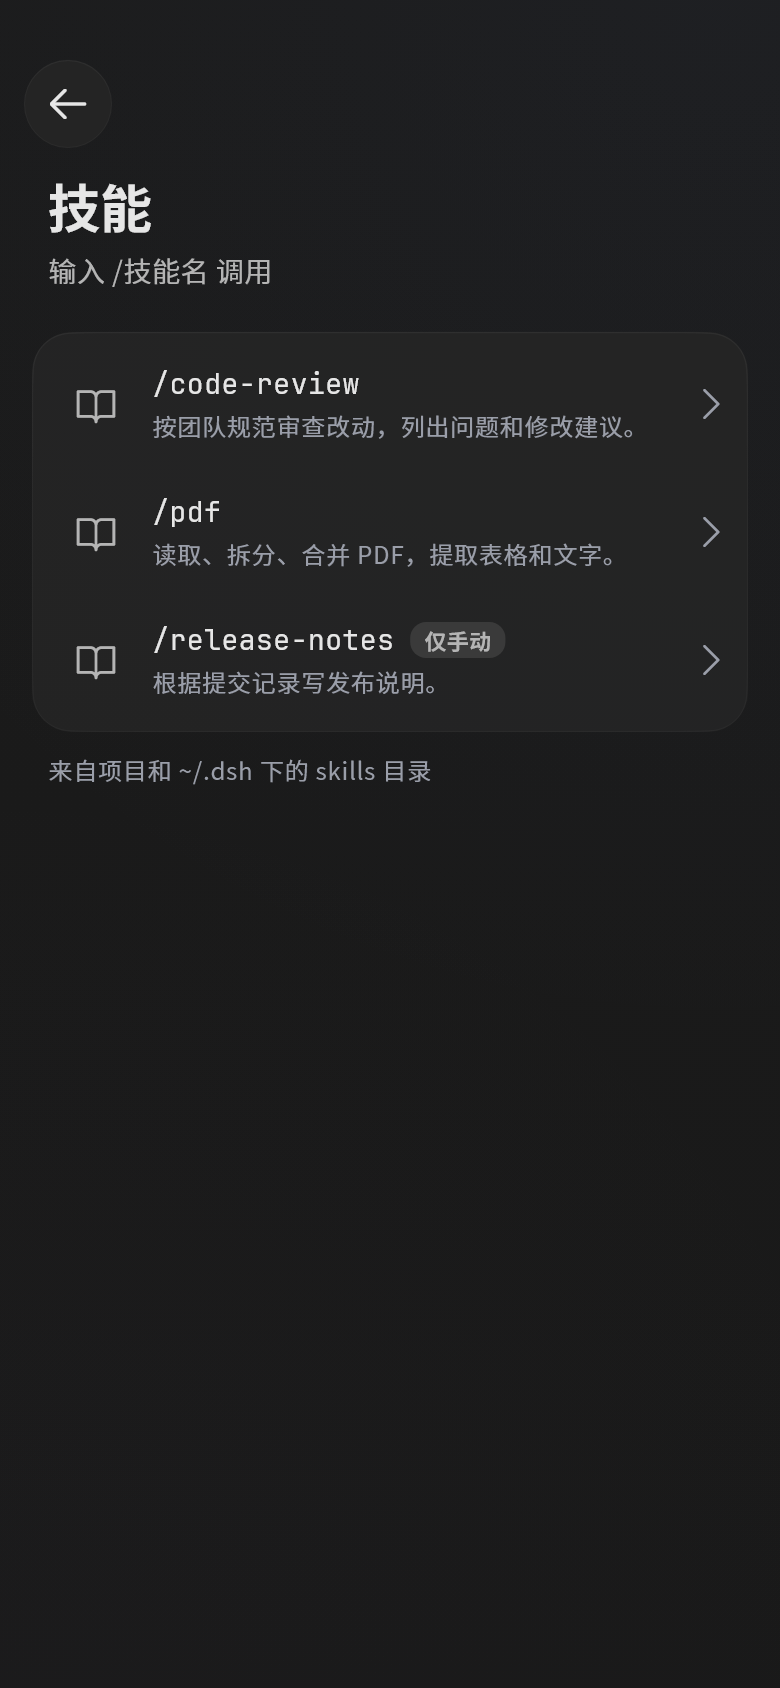 技能
输入 /技能名 调用
/code-review
按团队规范审查改动，列出问题和修改建议。
/pdf
读取、拆分、合并 PDF，提取表格和文字。
/release-notes 仅手动
根据提交记录写发布说明。
来自项目和 ~/.dsh 下的 skills 目录